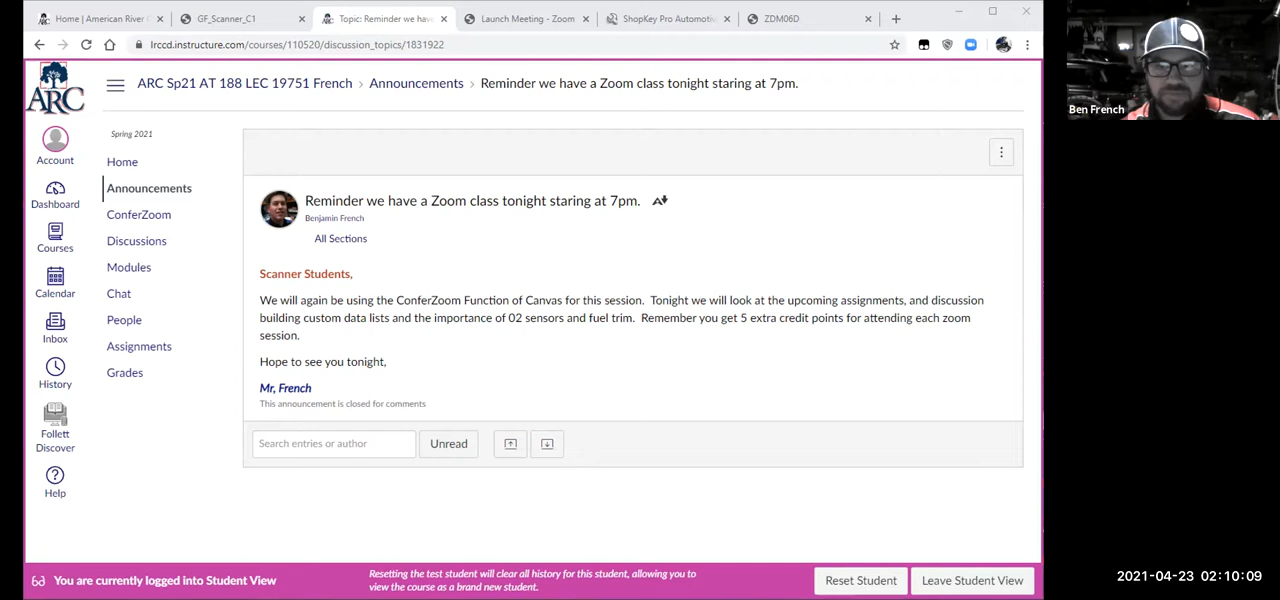 Home | American River C
GF_Scanner_C1
Topic: Reminder we hav
Launch Meeting - Zoom
ShopKey Pro Automotiv
ZDM06D
lrccd.instructure.com/courses/110520/discussion_topics/1831922
Ben French
ARC
ARC Sp21 AT 188 LEC 19751 French › Announcements › Reminder we have a Zoom class tonight staring at 7pm.
Account
Dashboard
Courses
Calendar
Inbox
History
Follett
Discover
Help
Spring 2021
Home
Announcements
ConferZoom
Discussions
Modules
Chat
People
Assignments
Grades
Reminder we have a Zoom class tonight staring at 7pm.
Benjamin French
All Sections
Scanner Students,
We will again be using the ConferZoom Function of Canvas for this session. Tonight we will look at the upcoming assignments, and discussion
building custom data lists and the importance of 02 sensors and fuel trim. Remember you get 5 extra credit points for attending each zoom
session.
Hope to see you tonight,
Mr, French
This announcement is closed for comments
Search entries or author
Unread
You are currently logged into Student View
Resetting the test student will clear all history for this student, allowing you to
view the course as a brand new student.
Reset Student
Leave Student View
2021-04-23 02:10:09